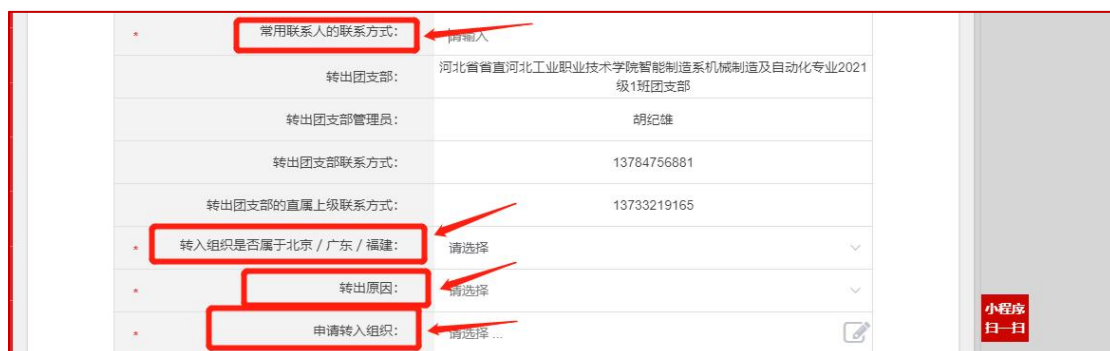 * 常用联系人的联系方式： 请输入
转出团支部： 河北省省直河北工业职业技术学院智能制造系机械制造及自动化专业2021
级1班团支部
转出团支部管理员： 胡纪雄
转出团支部联系方式： 13784756881
转出团支部的直属上级联系方式： 13733219165
* 转入组织是否属于北京 / 广东 / 福建： 请选择
* 转出原因： 请选择
* 申请转入组织： 请选择 ...
小程序
扫一扫